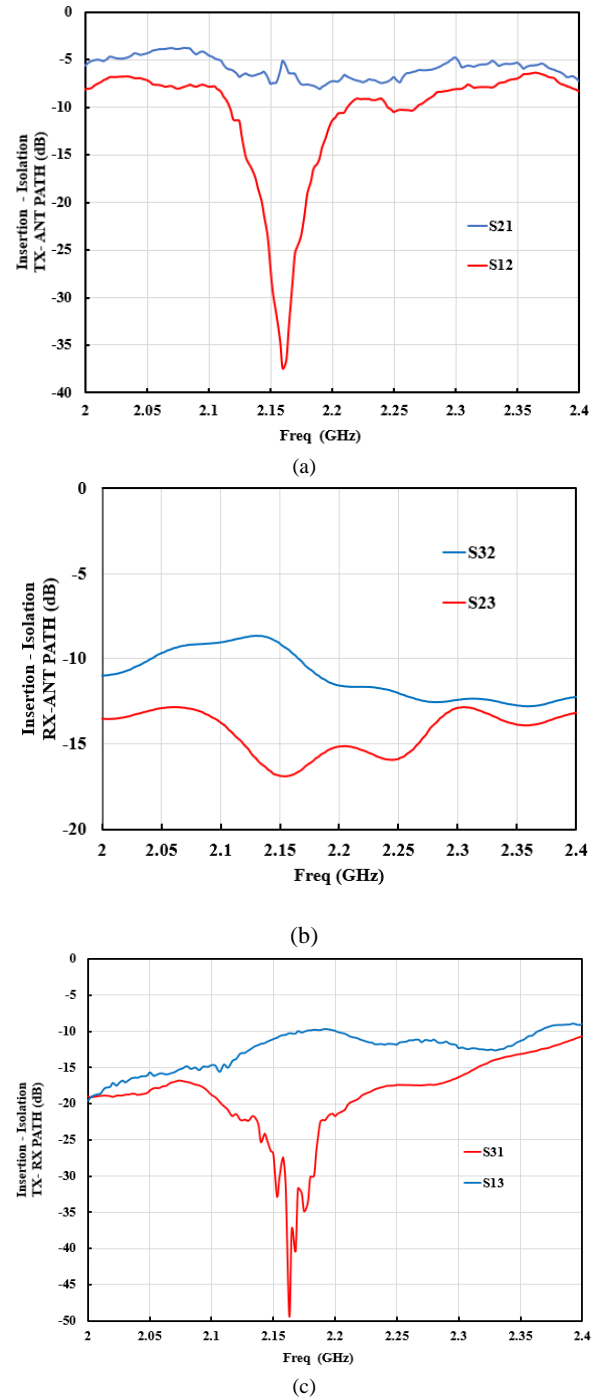 0
-5
-10
-15
-20
-25
-30
-35
-40
Insertion - Isolation
TX- ANT PATH (dB)
S21
S12
2 2.05 2.1 2.15 2.2 2.25 2.3 2.35 2.4
Freq (GHz)
(a)
0
-5
-10
-15
-20
Insertion - Isolation
RX-ANT PATH (dB)
S32
S23
2 2.05 2.1 2.15 2.2 2.25 2.3 2.35 2.4
Freq (GHz)
(b)
0
-5
-10
-15
-20
-25
-30
-35
-40
-45
-50
Insertion - Isolation
TX- RX PATH (dB)
S31
S13
2 2.05 2.1 2.15 2.2 2.25 2.3 2.35 2.4
Freq (GHz)
(c)